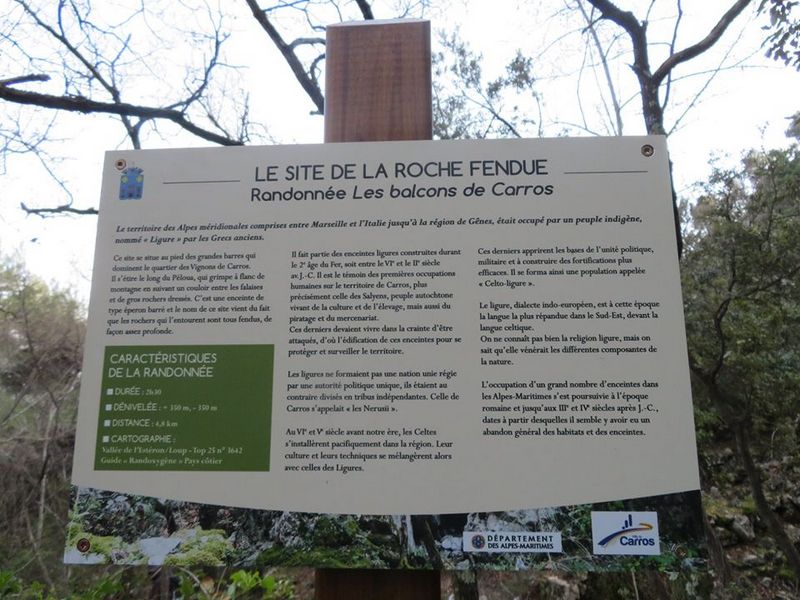 LE SITE DE LA ROCHE FENDUE
Randonnée Les balcons de Carros
Le territoire des Alpes méridionales comprises entre Marseille et l'Italie jusqu'à la région de Gênes, était occupé par un peuple indigène,
nommé « Ligure » par les Grecs anciens.
Ce site se situe au pied des grandes barres qui
dominent le quartier des Vignons de Carros.
Il s'étire le long du Péloua, qui grimpe à flanc de
montagne en suivant un couloir entre les falaises
et de gros rochers dressés. C'est une enceinte de
type éperon barré et le nom de ce site vient du fait
que les rochers qui l'entourent sont tous fendus, de
façon assez profonde.
CARACTÉRISTIQUES
DE LA RANDONNÉE
DURÉE : 2h30
DÉNIVELÉE : + 350 m, - 350 m
DISTANCE : 4,8 km
CARTOGRAPHIE :
Vallée de l'Estéron/Loup - Top 25 n° 3642
Guide « Randoxygène » Pays côtier
Il fait partie des enceintes ligures construites durant
le 2e âge du Fer, soit entre le VIe et le IIe siècle
av.J.-C. Il est le témoin des premières occupations
humaines sur le territoire de Carros, plus
précisément celle des Salyens, peuple autochtone
vivant de la culture et de l'élevage, mais aussi du
piratage et du mercenariat.
Ces derniers devaient vivre dans la crainte d'être
attaqués, d'où l'édification de ces enceintes pour se
protéger et surveiller le territoire.
Les ligures ne formaient pas une nation unie régie
par une autorité politique unique, ils étaient au
contraire divisés en tribus indépendantes. Celle de
Carros s'appelait « les Nerusii ».
Au VIe et Ve siècle avant notre ère, les Celtes
s'installèrent pacifiquement dans la région. Leur
culture et leurs techniques se mélangèrent alors
avec celles des Ligures.
Ces derniers apprirent les bases de l'unité politique,
militaire et à construire des fortifications plus
efficaces. Il se forma ainsi une population appelée
« Celto-ligure ».
Le ligure, dialecte indo-européen, est à cette époque
la langue la plus répandue dans le Sud-Est, devant la
langue celtique.
On ne connaît pas bien la religion ligure, mais on
sait qu'elle vénérait les différentes composantes de
la nature.
L'occupation d'un grand nombre d'enceintes dans
les Alpes-Maritimes s'est poursuivie à l'époque
romaine et jusqu'aux IIIe et IVe siècles après J.-C.,
dates à partir desquelles il semble y avoir eu un
abandon général des habitats et des enceintes.
DÉPARTEMENT
DES ALPES-MARITIMES
Carros